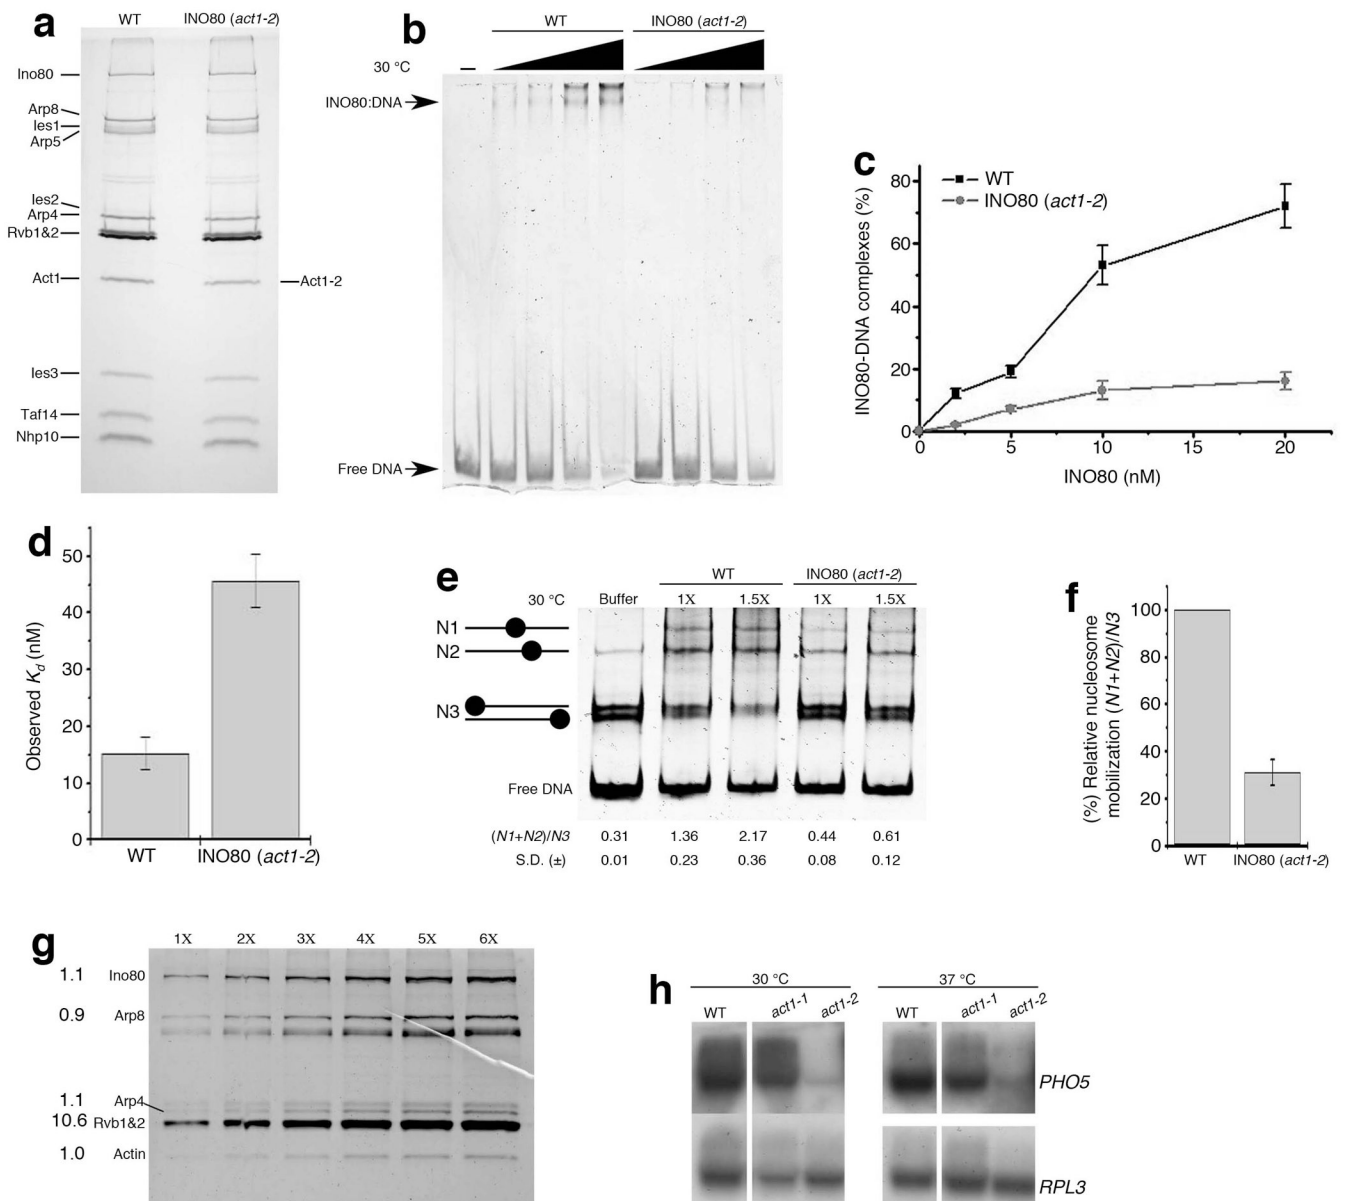 a
WT INO80 (act1-2)
Ino80
Arp8
Ies1
Arp5
Ies2
Arp4
Rvb1&2
Act1
Act1-2
Ies3
Taf14
Nhp10
b
WT INO80 (act1-2)
30 °C
–
INO80:DNA
Free DNA
c
WT
INO80 (act1-2)
INO80-DNA complexes (%)
80
60
40
20
0
0 5 10 15 20
INO80 (nM)
d
Observed Kd (nM)
50
40
30
20
10
0
WT INO80 (act1-2)
e
WT INO80 (act1-2)
30 °C Buffer 1X 1.5X 1X 1.5X
N1
N2
N3
Free DNA
(N1+N2)/N3 0.31 1.36 2.17 0.44 0.61
S.D. (±) 0.01 0.23 0.36 0.08 0.12
f
(%) Relative nucleosome
mobilization (N1+N2)/N3
100
80
60
40
20
0
WT INO80 (act1-2)
g
1X 2X 3X 4X 5X 6X
1.1 Ino80
0.9 Arp8
1.1 Arp4
10.6 Rvb1&2
1.0 Actin
h
30 °C 37 °C
WT act1-1 act1-2 WT act1-1 act1-2
PHO5
RPL3